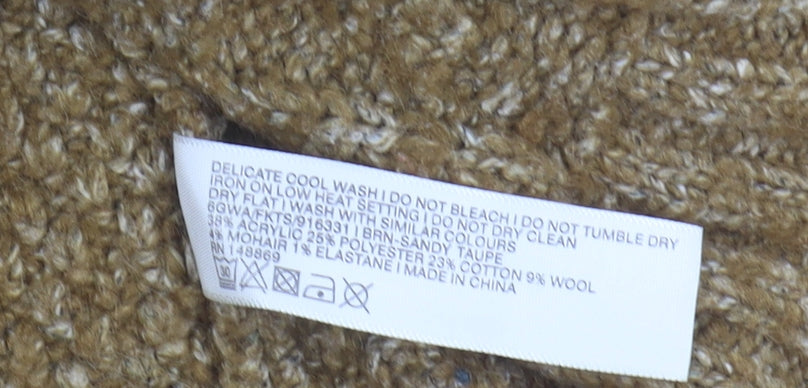 DELICATE COOL WASH | DO NOT BLEACH | DO NOT TUMBLE DRY
IRON ON LOW HEAT SETTING | DO NOT DRY CLEAN
DRY FLAT | WASH WITH SIMILAR COLOURS
6GWA/FKTS/916331 | BRN-SANDY, TAUPE
38% ACRYLIC 25% POLYESTER 23% COTTON 9% WOOL
4% MOHAIR 1% ELASTANE | MADE IN CHINA
RN 148869
30